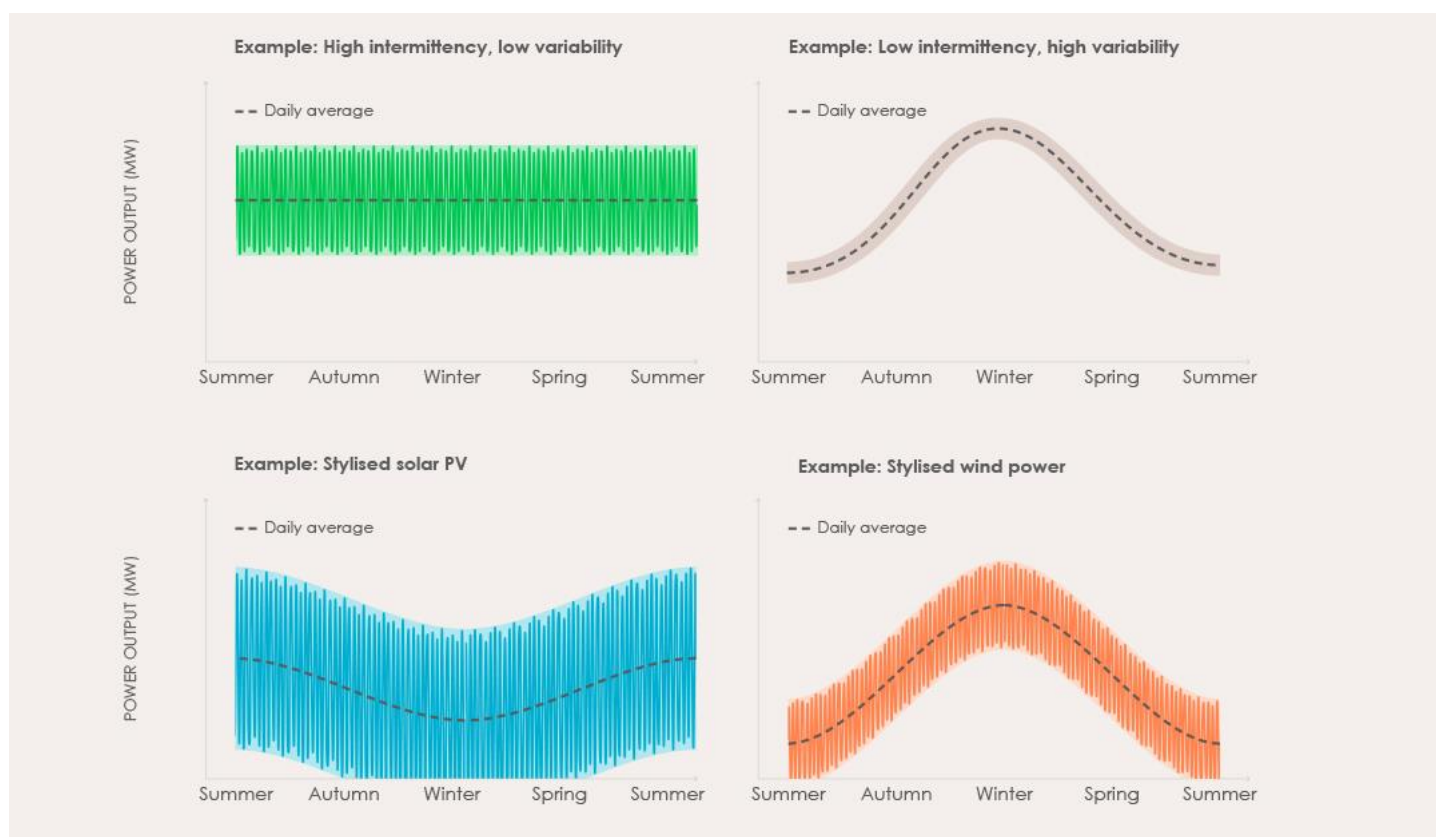 Example: High intermittency, low variability
Example: Low intermittency, high variability
Daily average
Daily average
POWER OUTPUT (MW)
Summer Autumn Winter Spring Summer
Summer Autumn Winter Spring Summer
Example: Stylised solar PV
Example: Stylised wind power
Daily average
Daily average
POWER OUTPUT (MW)
Summer Autumn Winter Spring Summer
Summer Autumn Winter Spring Summer